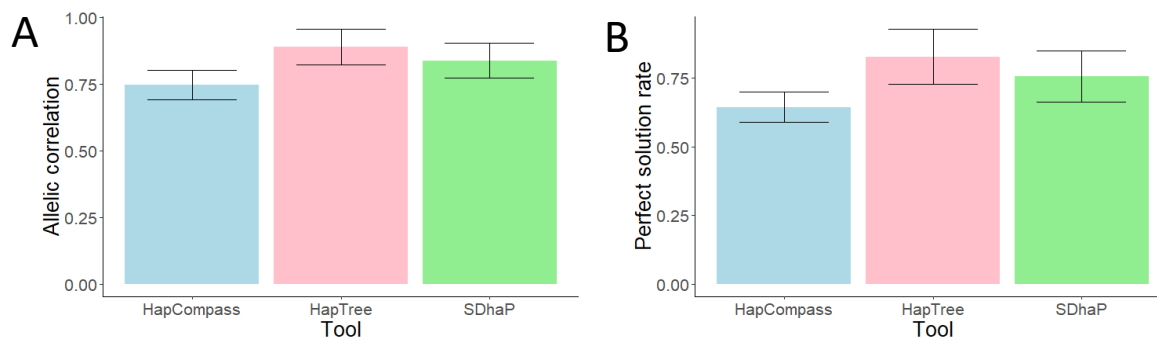 A
Allelic correlation
1.00
0.75
0.50
0.25
0.00
HapCompass
HapTree
SDhaP
Tool
B
Perfect solution rate
0.75
0.50
0.25
0.00
HapCompass
HapTree
SDhaP
Tool